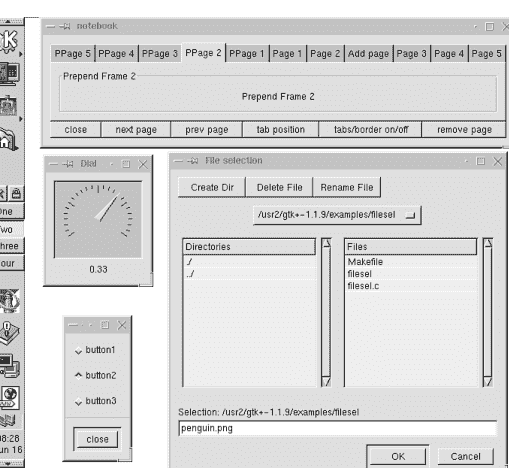 notebook
PPage 5 PPage 4 PPage 3 PPage 2 PPage 1 Page 1 Page 2 Add page Page 3 Page 4 Page 5
Prepend Frame 2
Prepend Frame 2
close next page prev page tab position tabs/border on/off remove page
Dial
0.33
File selection
Create Dir Delete File Rename File
/usr2/gtk+-1.1.9/examples/filesel
Directories Files
./ Makefile
../ filesel
filesel.c
Selection: /usr2/gtk+-1.1.9/examples/filesel
penguin.png
OK Cancel
button1
button2
button3
close
K
One
Two
hree
our
08:28
un 16